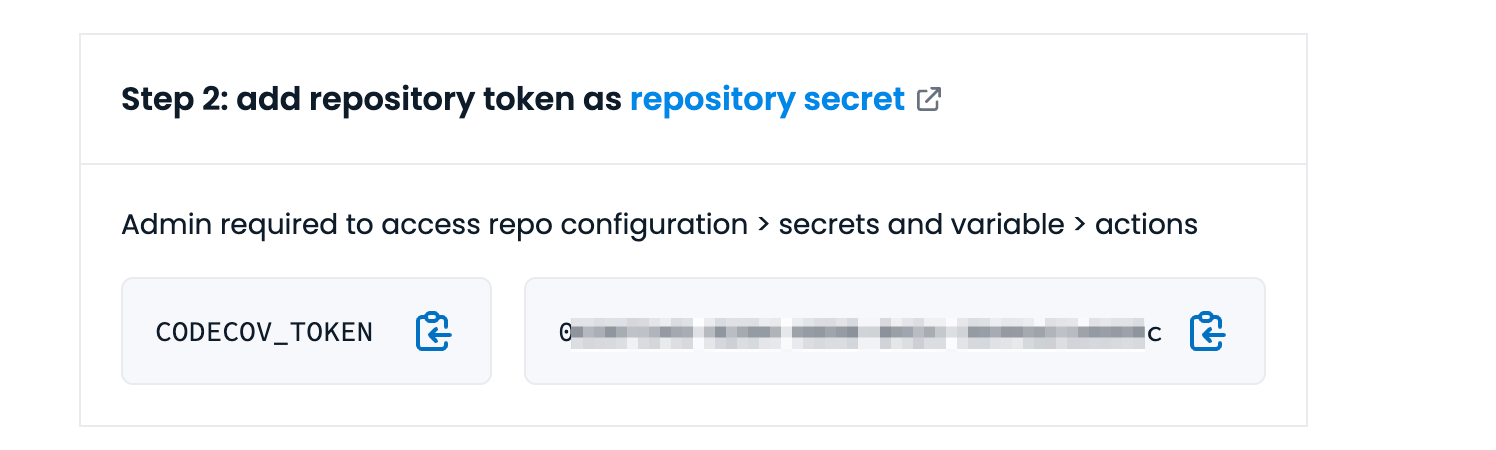 Step 2: add repository token as repository secret
Admin required to access repo configuration > secrets and variable > actions
CODECOV_TOKEN
0 c